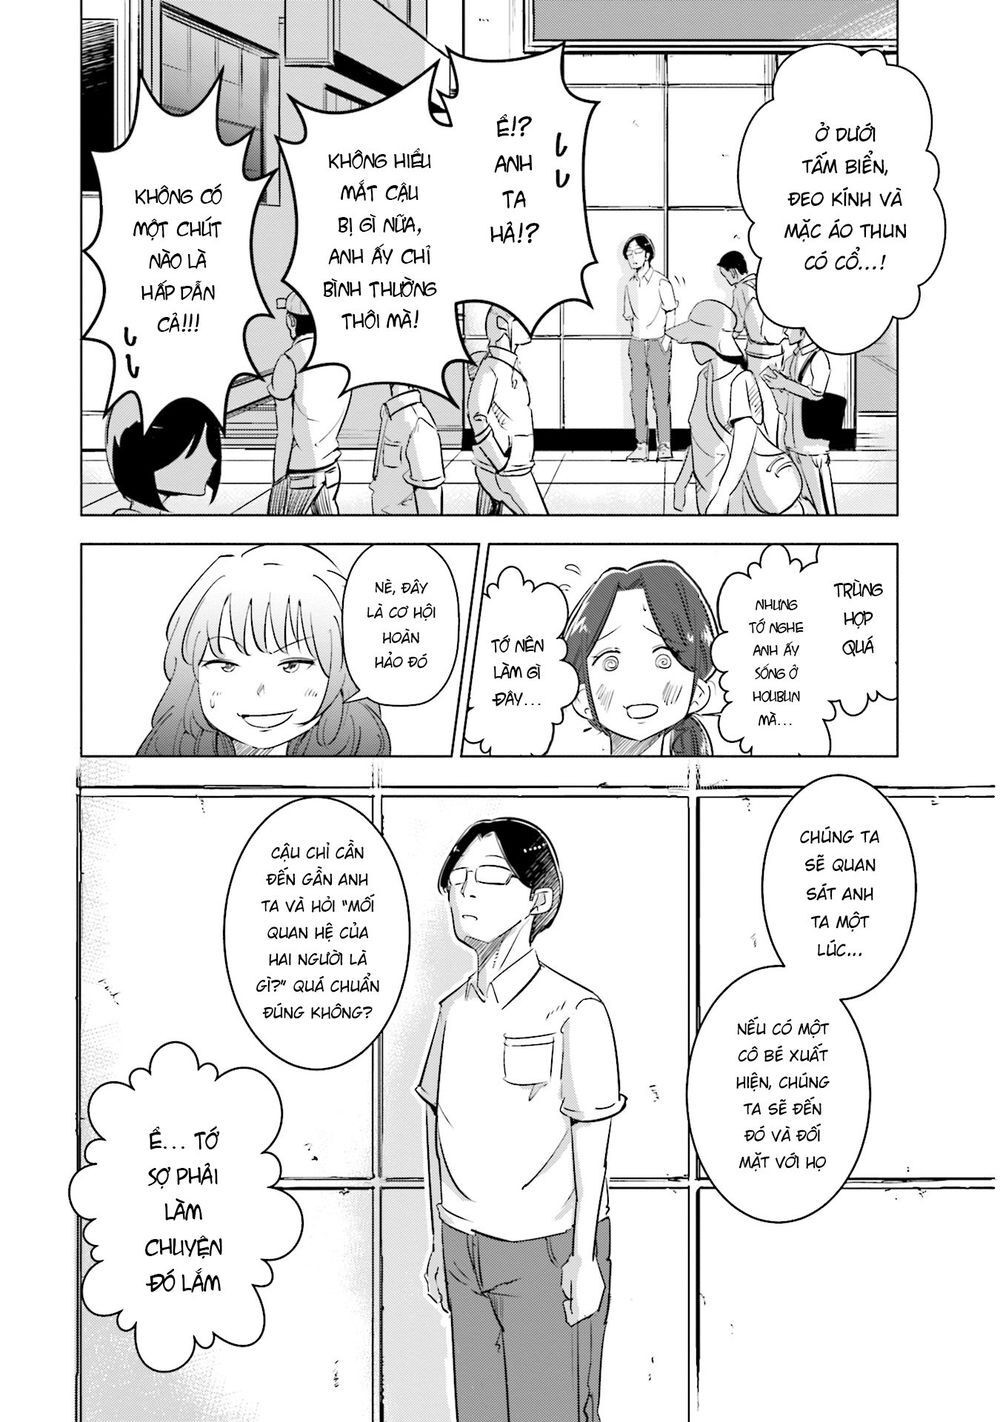 Ở DƯỚI
TẤM BIỂN,
ĐEO KÍNH VÀ
MẶC ÁO THUN
CÓ CỔ...!
Ê!?
ANH
TA
HẢ!?
KHÔNG HIỂU
MẮT CẬU
BỊ GÌ NỮA,
ANH ẤY CHỈ
BÌNH THƯỜNG
THÔI MÀ!
KHÔNG CÓ
MỘT CHÚT
NÀO LÀ
HẤP DẪN
CẢ!!!
TRÙNG
HỢP
QUÁ
NHƯNG
TỚ NGHE
ANH ẤY
SỐNG Ở
HOUBUN
MÀ...
TỚ NÊN
LÀM GÌ
ĐÂY...
NÈ, ĐÂY
LÀ CƠ HỘI
HOÀN
HẢO ĐÓ
CHÚNG TA
SẼ QUAN
SÁT ANH
TA MỘT
LÚC...
NẾU CÓ MỘT
CÔ BÉ XUẤT
HIỆN, CHÚNG
TA SẼ ĐẾN
ĐÓ VÀ ĐỐI
MẶT VỚI HỌ
CẬU CHỈ CẦN
ĐẾN GẦN ANH
TA VÀ HỎI "MỐI
QUAN HỆ CỦA
HAI NGƯỜI LÀ
GÌ?" QUÁ CHUẨN
ĐÚNG KHÔNG?
Ê... TỚ
SỢ PHẢI
LÀM
CHUYỆN
ĐÓ LẮM